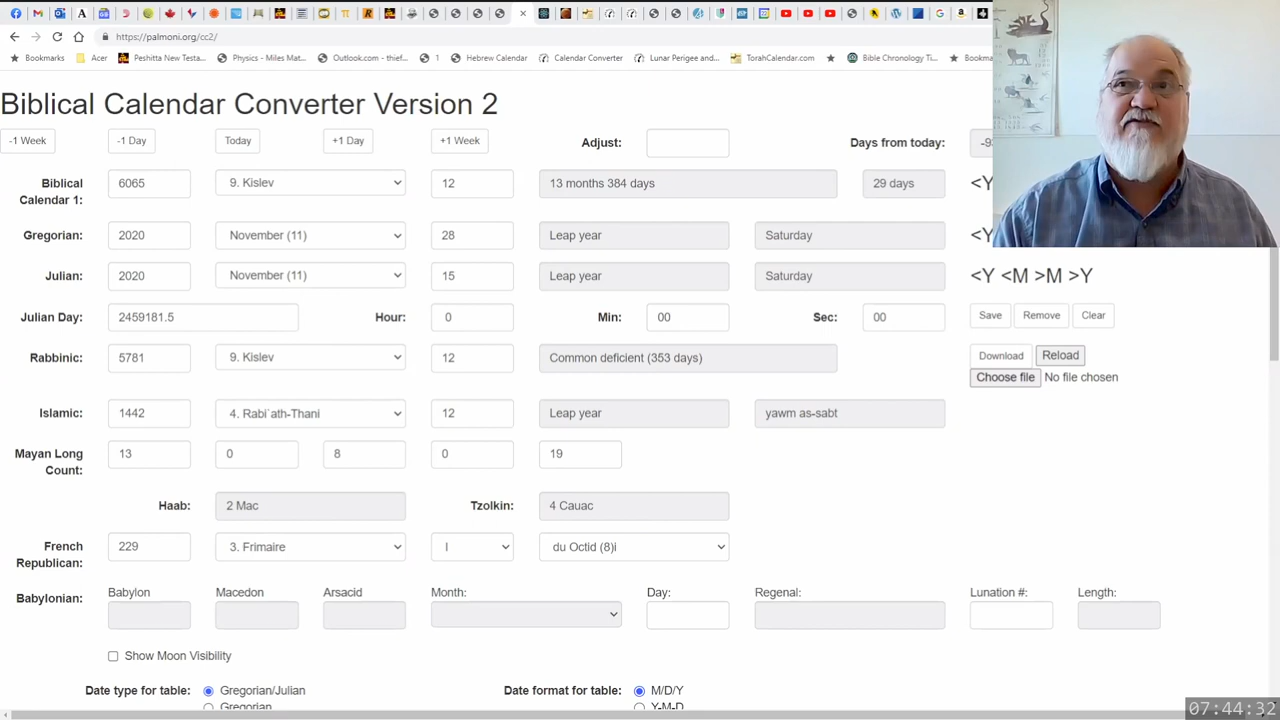 https://palmoni.org/cc2/
Bookmarks Acer Peshitta New Testa... Physics - Miles Mat... Outlook.com - thief... 1 Hebrew Calendar Calendar Converter Lunar Perigee and... TorahCalendar.com Bible Chronology Ti... Bookma
Biblical Calendar Converter Version 2
-1 Week -1 Day Today +1 Day +1 Week Adjust: Days from today: -9
Biblical Calendar 1: 6065 9. Kislev 12 13 months 384 days 29 days <Y
Gregorian: 2020 November (11) 28 Leap year Saturday <Y
Julian: 2020 November (11) 15 Leap year Saturday <Y <M >M >Y
Julian Day: 2459181.5 Hour: 0 Min: 00 Sec: 00 Save Remove Clear
Rabbinic: 5781 9. Kislev 12 Common deficient (353 days) Download Reload
Choose file No file chosen
Islamic: 1442 4. Rabi`ath-Thani 12 Leap year yawm as-sabt
Mayan Long Count: 13 0 8 0 19
Haab: 2 Mac Tzolkin: 4 Cauac
French Republican: 229 3. Frimaire I du Octid (8)i
Babylonian: Babylon Macedon Arsacid Month: Day: Regenal: Lunation #: Length:
Show Moon Visibility
Date type for table: Gregorian/Julian Date format for table: M/D/Y
Gregorian Y-M-D
07:44:32